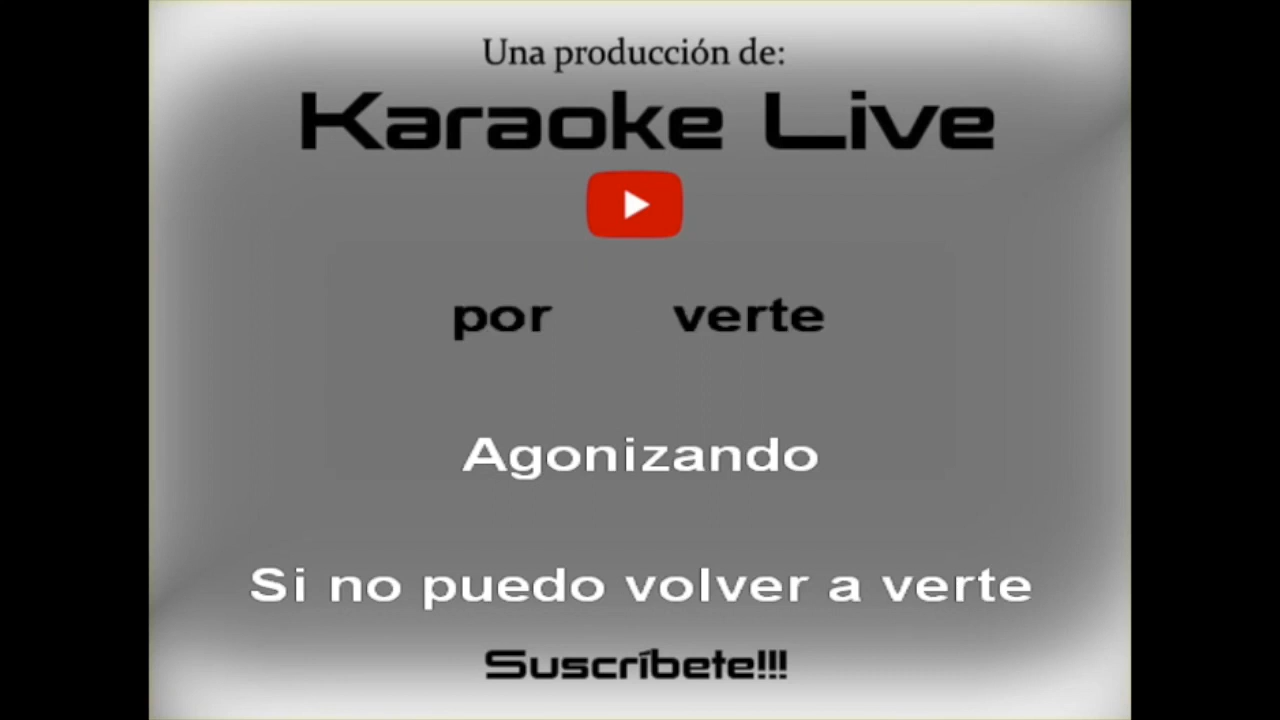 Una producción de:
Karaoke Live
por verte
Agonizando
Si no puedo volver a verte
Suscríbete!!!